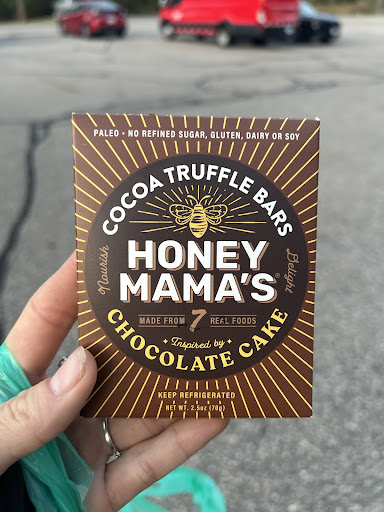 PALEO • NO REFINED SUGAR, GLUTEN, DAIRY OR SOY
COCOA TRUFFLE BARS
Nourish
Delight
HONEY
MAMA'S®
MADE FROM 7 REAL FOODS
Inspired by
CHOCOLATE CAKE
KEEP REFRIGERATED
NET WT. 2.5oz (70g)